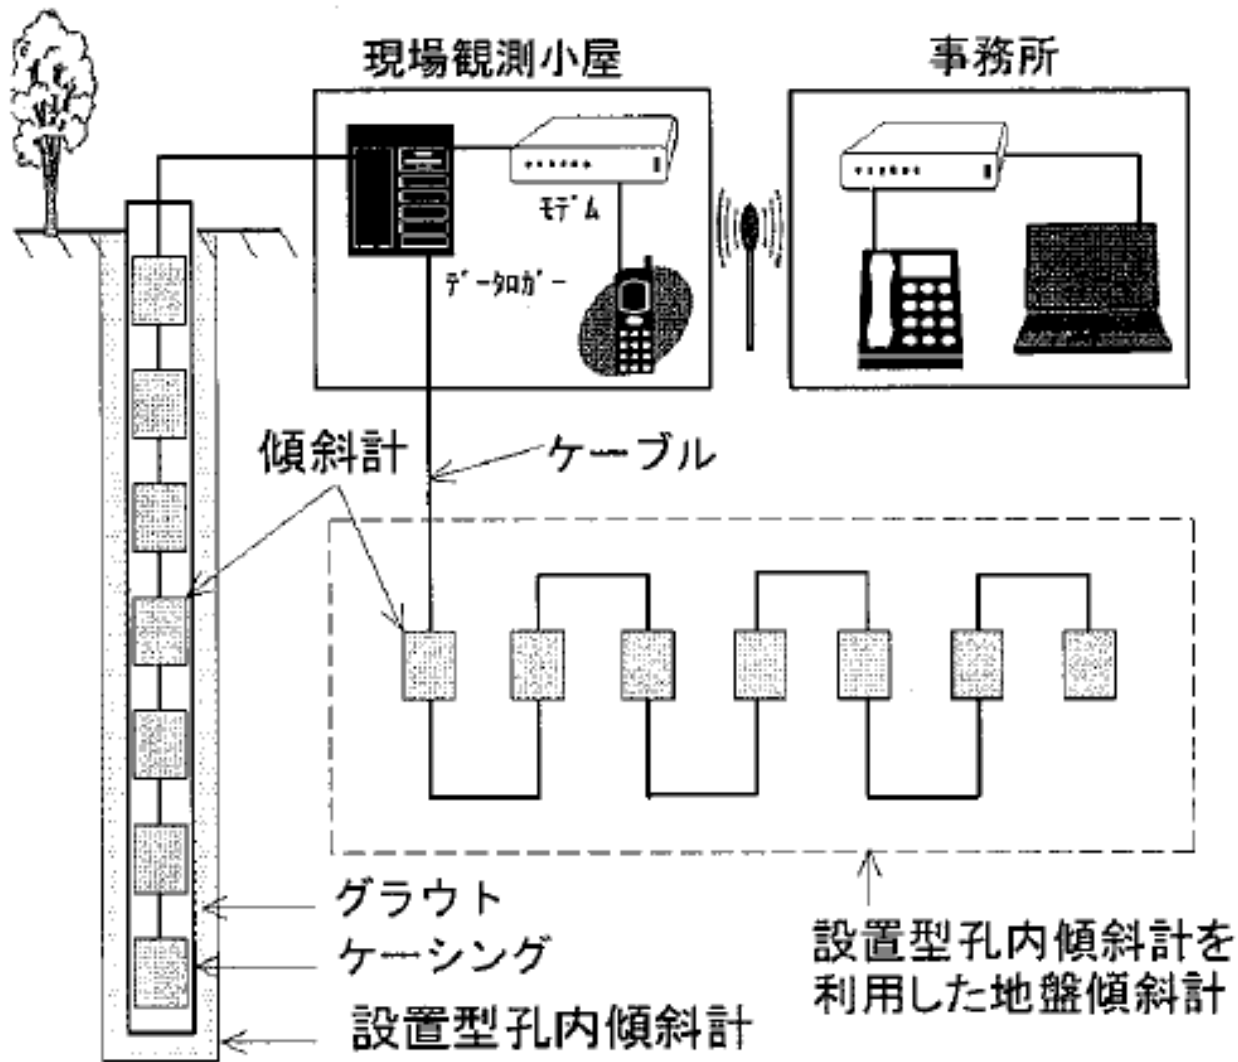 現場観測小屋
事務所
ﾓﾃﾞﾑ
ﾃﾞｰﾀﾛｶﾞｰ
傾斜計
ケーブル
グラウト
ケーシング
設置型孔内傾斜計
設置型孔内傾斜計を
利用した地盤傾斜計